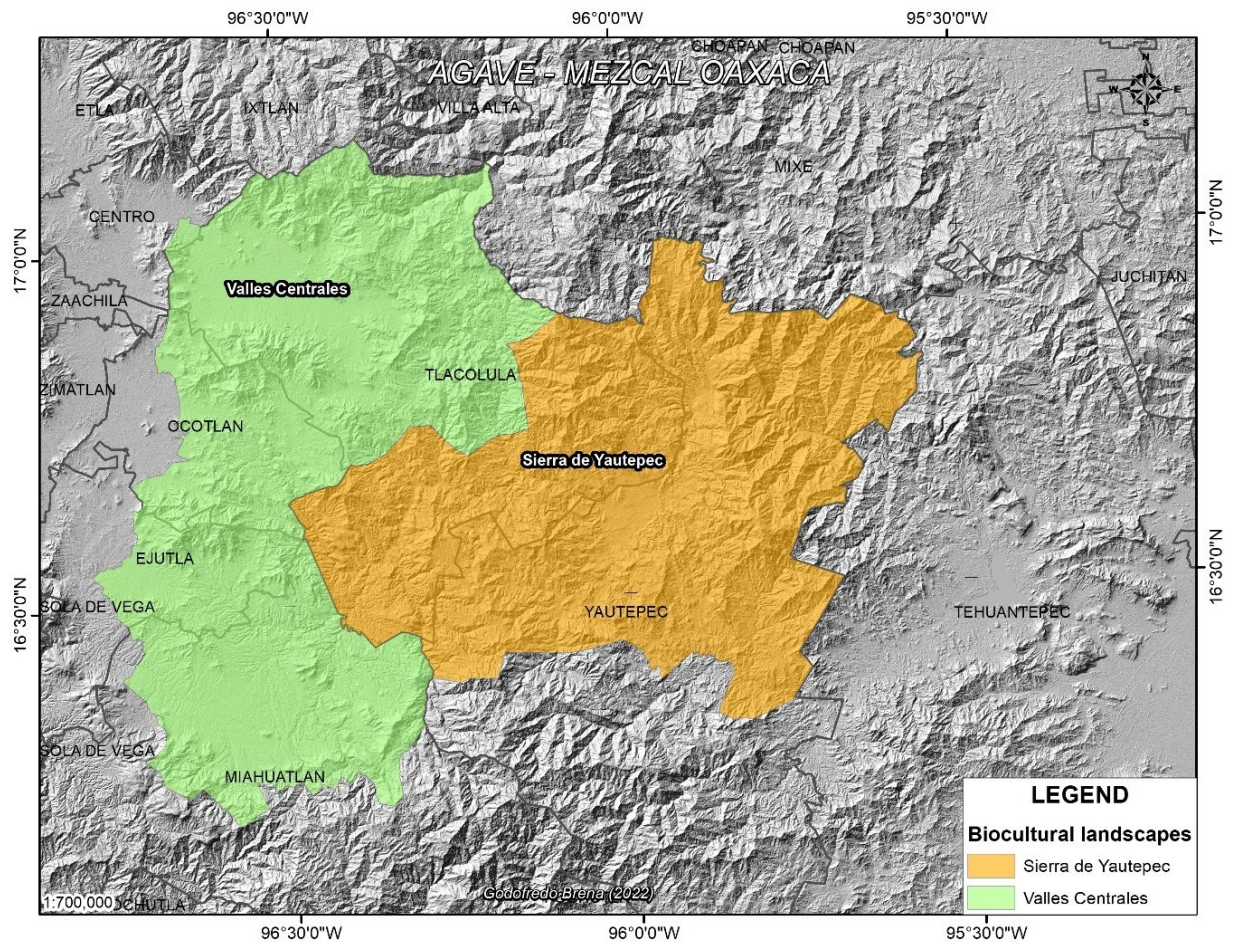 96°30'0"W 96°0'0"W 95°30'0"W
CHOAPAN CHOAPAN
AGAVE - MEZCAL OAXACA
N
W E
S
ETLA IXTLAN VILLA ALTA
MIXE
CENTRO
17°0'0"N
17°0'0"N
JUCHITAN
Valles Centrales
ZAACHILA
TLACOLULA
ZIMATLAN
OCOTLAN
Sierra de Yautepec
EJUTLA
16°30'0"N
16°30'0"N
SOLA DE VEGA
YAUTEPEC
TEHUANTEPEC
SOLA DE VEGA
MIAHUATLAN
LEGEND
Biocultural landscapes
Sierra de Yautepec
Valles Centrales
Godofredo Brena (2022)
1:700,000 OCHUTLA
96°30'0"W 96°0'0"W 95°30'0"W